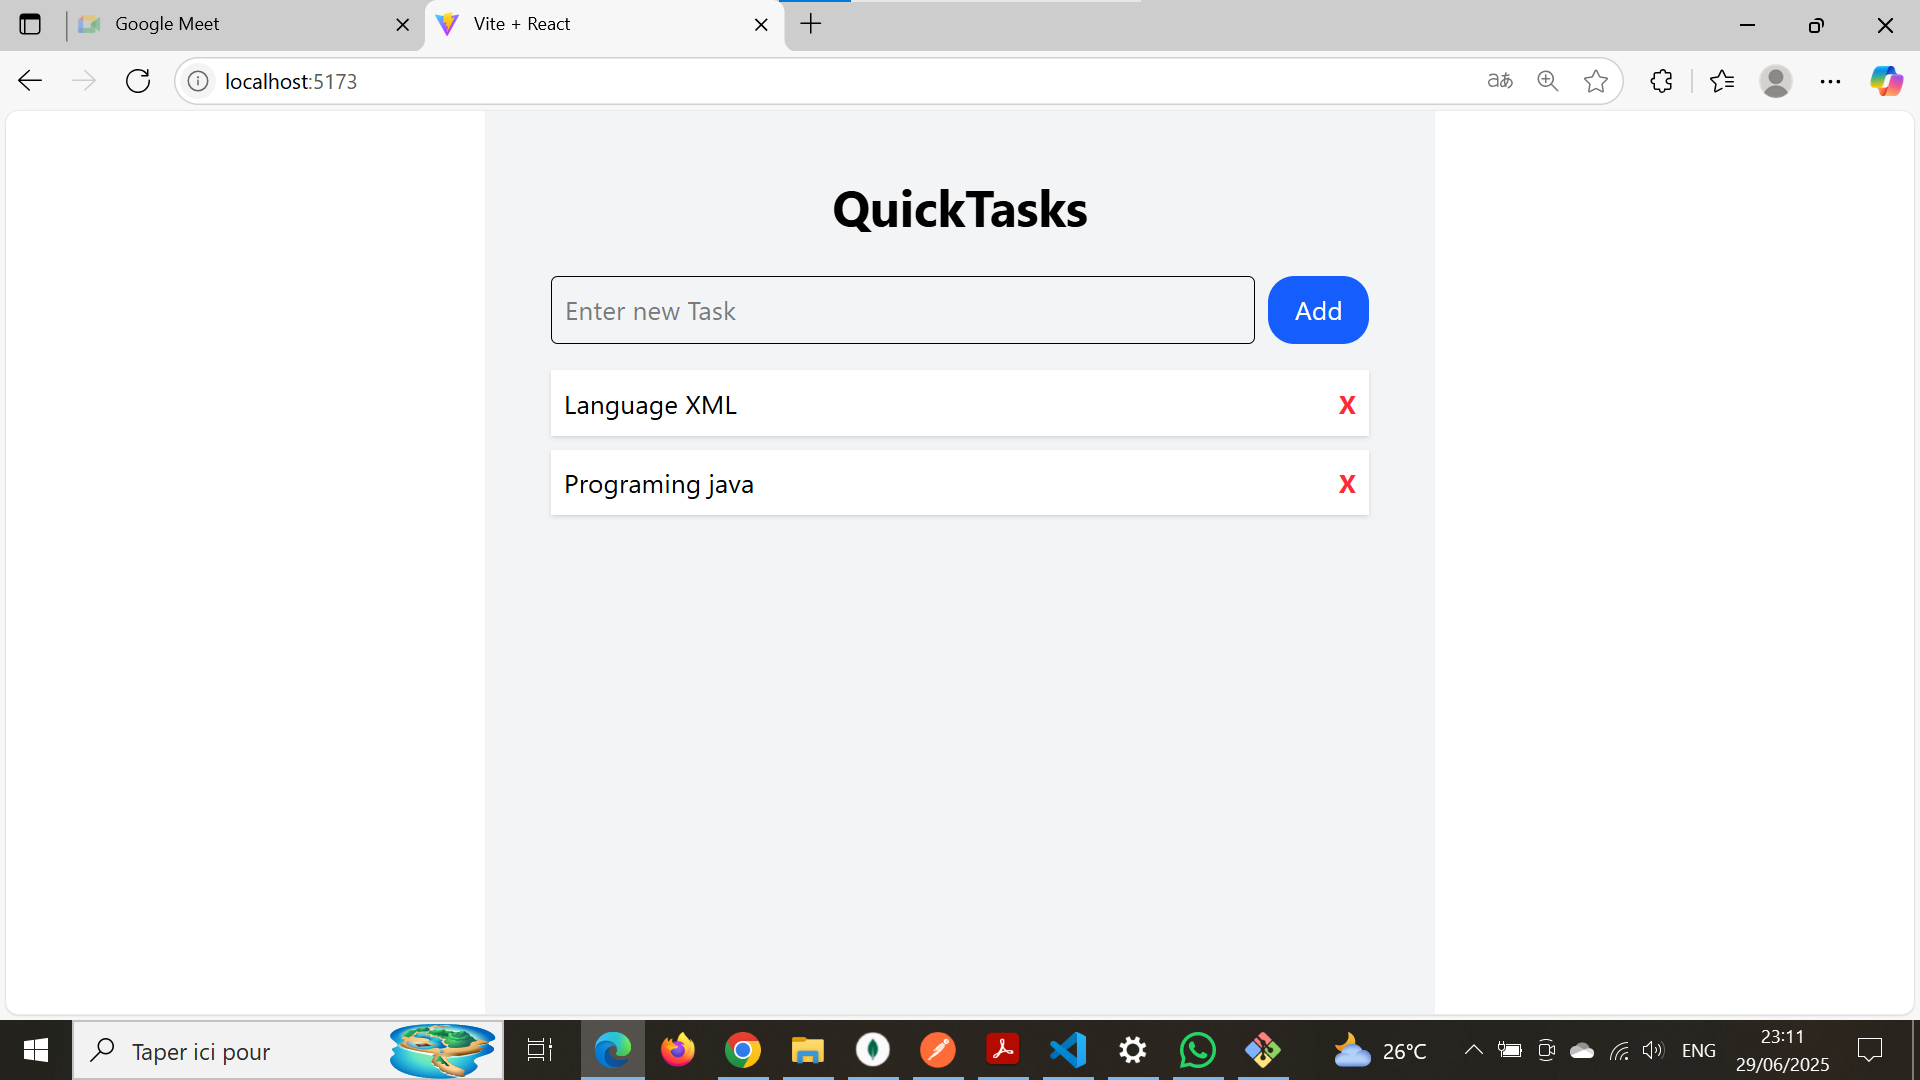 Google Meet
Vite + React
localhost:5173
QuickTasks
Enter new Task
Add
Language XML
X
Programing java
X
Taper ici pour
26°C
ENG
23:11
29/06/2025